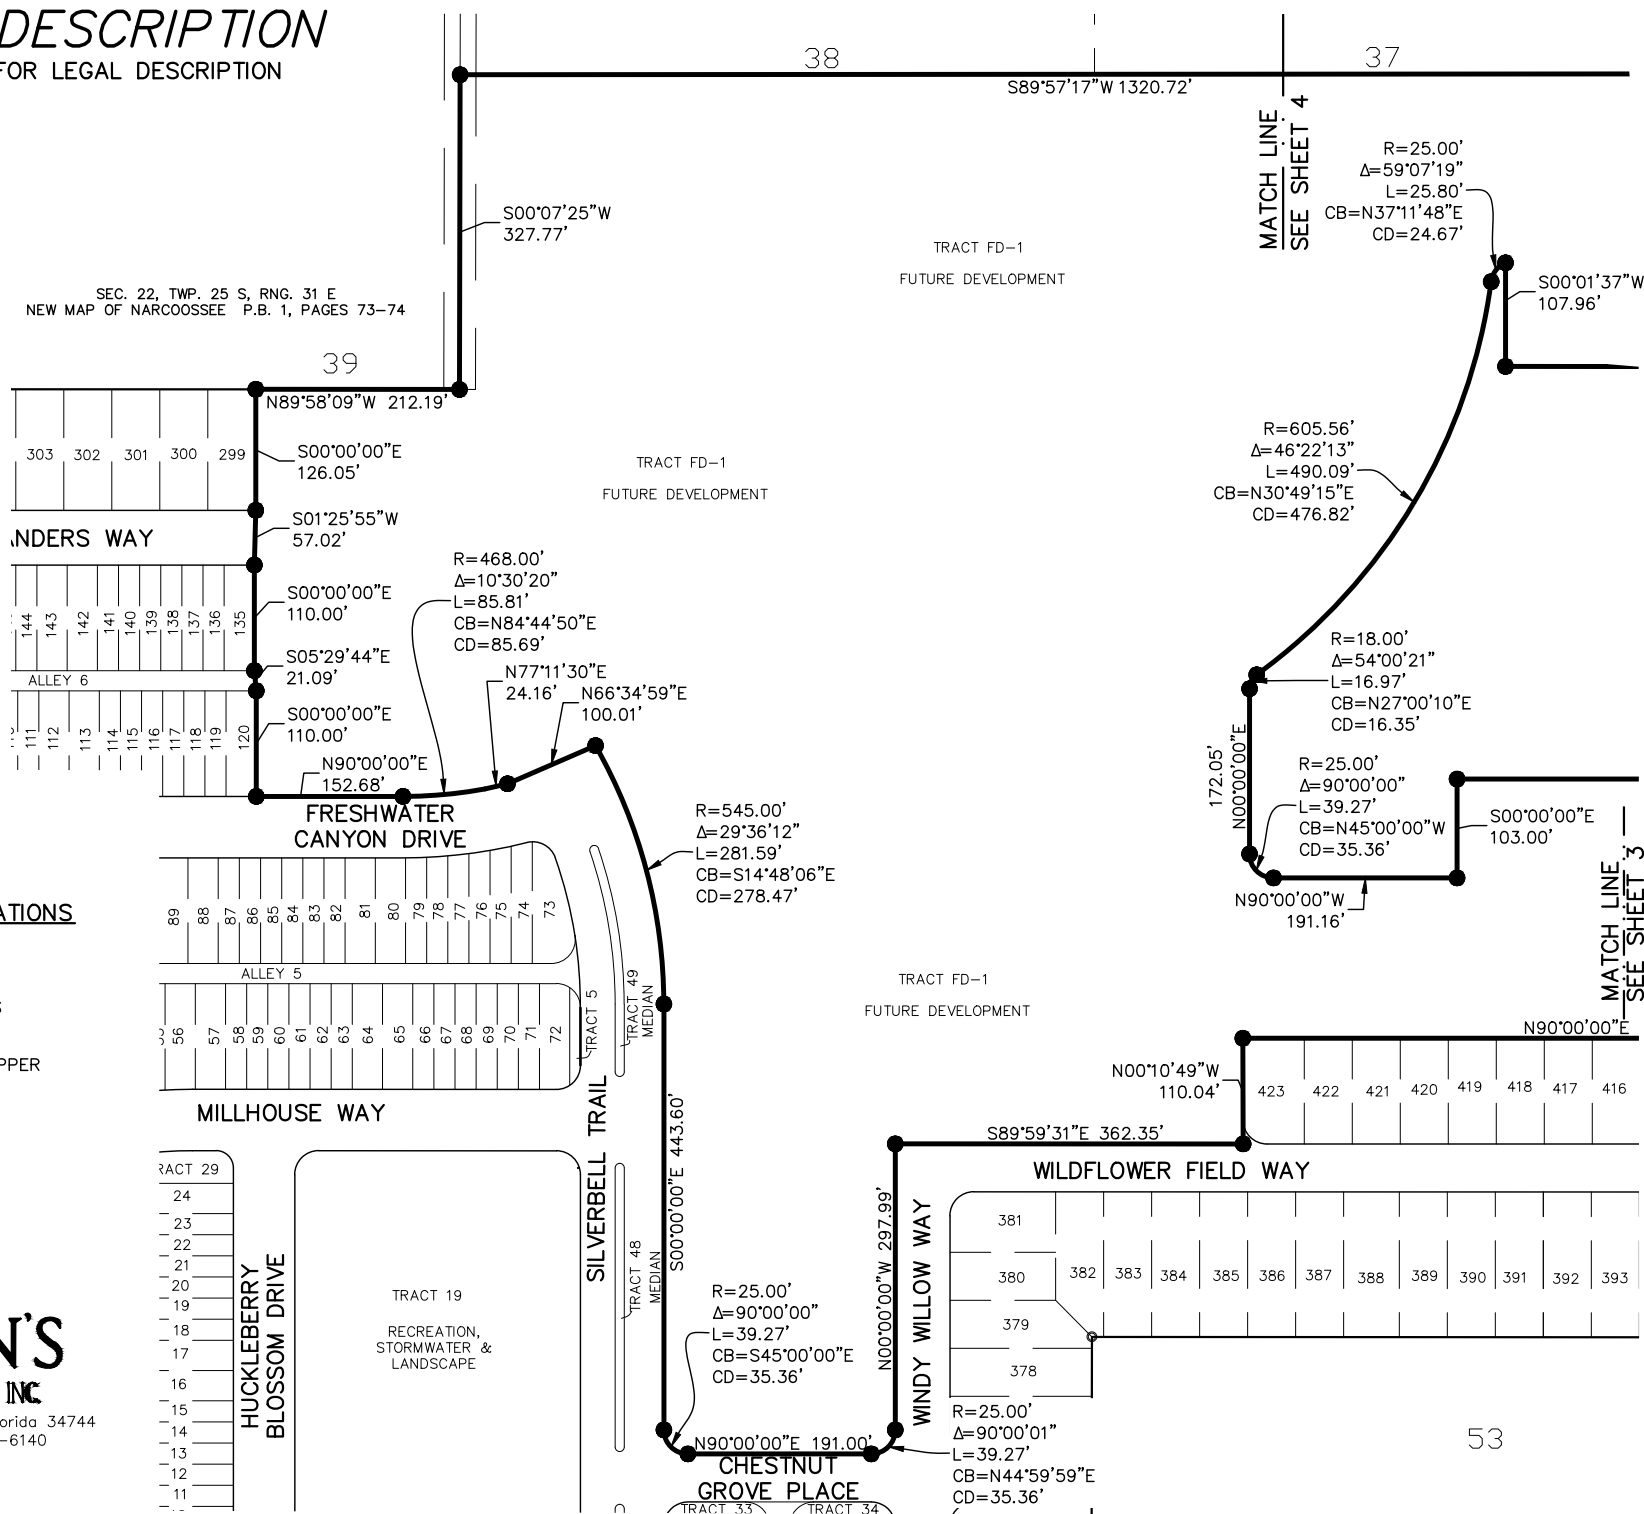 DESCRIPTION
FOR LEGAL DESCRIPTION
38
37
S89°57'17"W 1320.72'
MATCH LINE
SEE SHEET 4
R=25.00'
Δ=59°07'19"
L=25.80'
CB=N37°11'48"E
CD=24.67'
S00°07'25"W
327.77'
TRACT FD-1
FUTURE DEVELOPMENT
S00°01'37"W
107.96'
SEC. 22, TWP. 25 S, RNG. 31 E
NEW MAP OF NARCOOSSEE P.B. 1, PAGES 73-74
39
N89°58'09"W 212.19'
303 302 301 300 299
S00°00'00"E
126.05'
TRACT FD-1
FUTURE DEVELOPMENT
R=605.56'
Δ=46°22'13"
L=490.09'
CB=N30°49'15"E
CD=476.82'
S01°25'55"W
57.02'
ANDERS WAY
R=468.00'
Δ=10°30'20"
L=85.81'
CB=N84°44'50"E
CD=85.69'
S00°00'00"E
110.00'
144 143 142 141 140 139 138 137 136 135
S05°29'44"E
21.09'
ALLEY 6
N77°11'30"E
24.16'
N66°34'59"E
100.01'
R=18.00'
Δ=54°00'21"
L=16.97'
CB=N27°00'10"E
CD=16.35'
S00°00'00"E
110.00'
111 112 113 114 115 116 117 118 119 120
N90°00'00"E
152.68'
172.05'
N00°00'00"E
R=25.00'
Δ=90°00'00"
L=39.27'
CB=N45°00'00"W
CD=35.36'
S00°00'00"E
103.00'
FRESHWATER
CANYON DRIVE
R=545.00'
Δ=29°36'12"
L=281.59'
CB=S14°48'06"E
CD=278.47'
N90°00'00"W
191.16'
MATCH LINE
SEE SHEET 3
ATIONS
89 88 87 86 85 84 83 82 81 80 79 78 77 76 75 74 73
ALLEY 5
TRACT 5
TRACT 49
MEDIAN
TRACT FD-1
FUTURE DEVELOPMENT
S
56 57 58 59 60 61 62 63 64 65 66 67 68 69 70 71 72
N90°00'00"E
PPER
N00°10'49"W
110.04'
423 422 421 420 419 418 417 416
MILLHOUSE WAY
SILVERBELL TRAIL
S00°00'00"E 443.60'
S89°59'31"E 362.35'
WILDFLOWER FIELD WAY
RACT 29
24
23
22
21
20
19
18
17
16
15
14
13
12
11
HUCKLEBERRY
BLOSSOM DRIVE
TRACT 19
RECREATION,
STORMWATER &
LANDSCAPE
TRACT 48
MEDIAN
R=25.00'
Δ=90°00'00"
L=39.27'
CB=S45°00'00"E
CD=35.36'
N00°00'00"W 297.99'
WINDY WILLOW WAY
381
380
379
378
382 383 384 385 386 387 388 389 390 391 392 393
N'S
INC
orida 34744
-6140
R=25.00'
Δ=90°00'01"
L=39.27'
CB=N44°59'59"E
CD=35.36'
53
N90°00'00"E 191.00'
CHESTNUT
GROVE PLACE
TRACT 33
TRACT 34